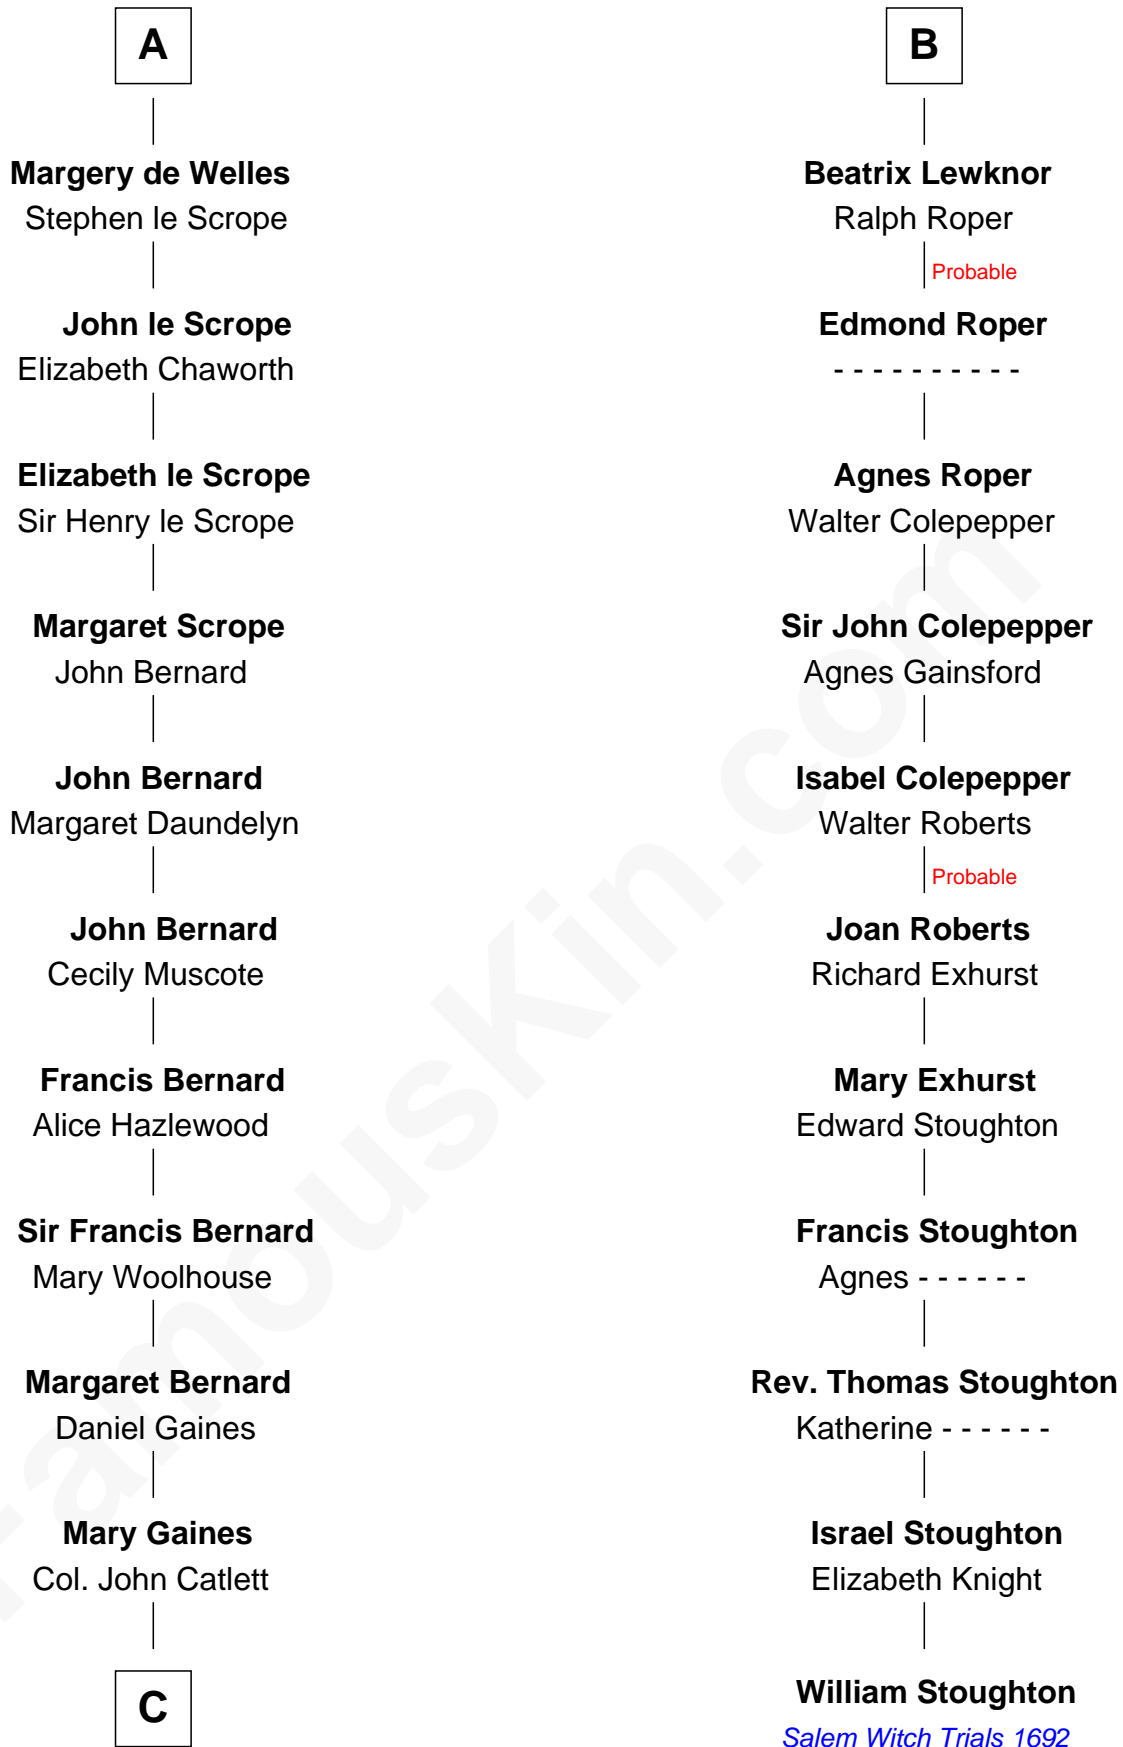 A
Margery de Welles
Stephen le Scrope
John le Scrope
Elizabeth Chaworth
Elizabeth le Scrope
Sir Henry le Scrope
Margaret Scrope
John Bernard
John Bernard
Margaret Daundelyn
John Bernard
Cecily Muscote
Francis Bernard
Alice Hazlewood
Sir Francis Bernard
Mary Woolhouse
Margaret Bernard
Daniel Gaines
Mary Gaines
Col. John Catlett
C
B
Beatrix Lewknor
Ralph Roper
Probable
Edmond Roper
- - - - - - - - - -
Agnes Roper
Walter Colepepper
Sir John Colepepper
Agnes Gainsford
Isabel Colepepper
Walter Roberts
Probable
Joan Roberts
Richard Exhurst
Mary Exhurst
Edward Stoughton
Francis Stoughton
Agnes - - - - - -
Rev. Thomas Stoughton
Katherine - - - - - -
Israel Stoughton
Elizabeth Knight
William Stoughton
Salem Witch Trials 1692
FamousKin.com